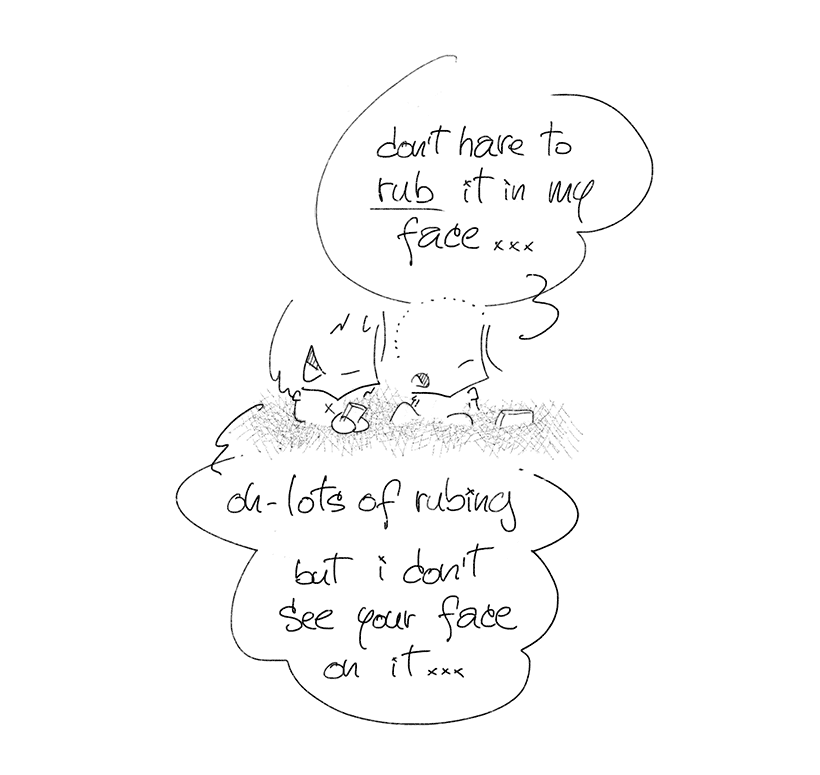 don't have to
rub it in my
face xxx
oh - lots of rubing
but i don't
see your face
on it xxx